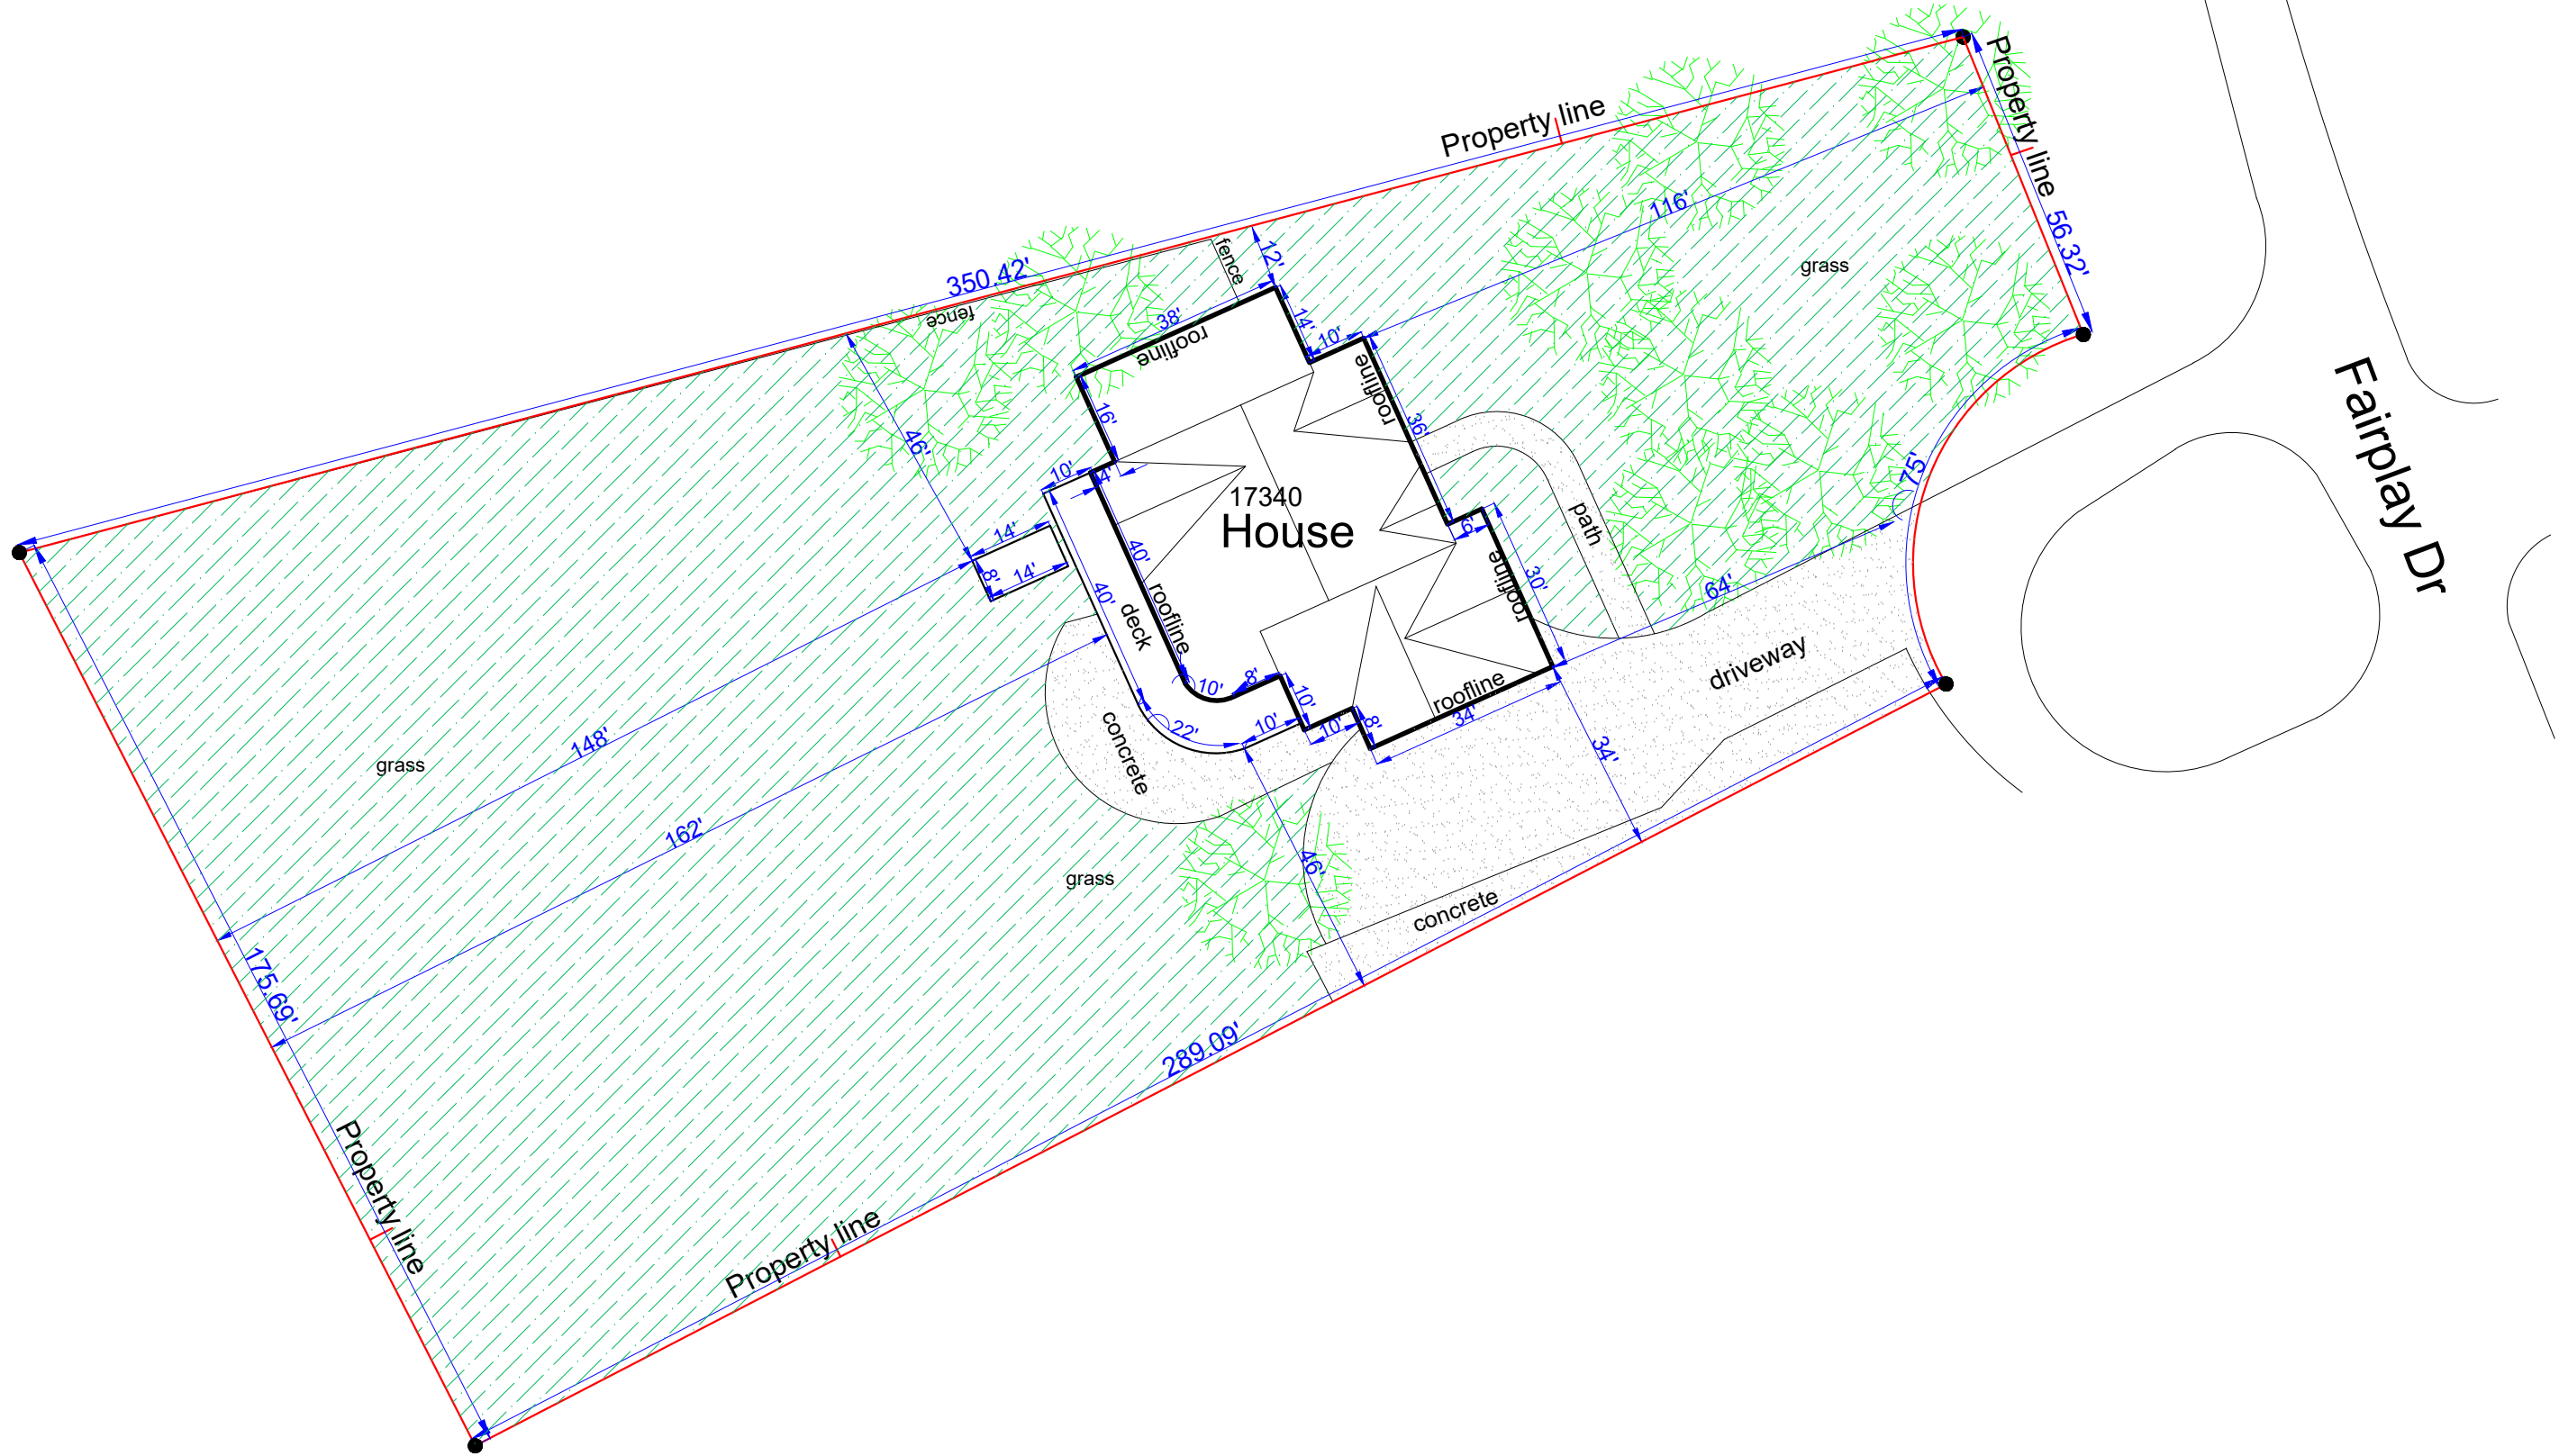 Property line
Property line
56.32'
350.42'
116'
12'
fence
fence
grass
38'
roofline
14'
10'
roofline
36'
16'
46'
10'
4'
17340
House
path
6'
75'
Fairplay Dr
14'
14'
8'
40'
40'
deck
roofline
roofline
30'
64'
driveway
10'
8'
22'
10'
10'
10'
8'
roofline
34'
34'
concrete
148'
grass
162'
grass
46'
concrete
175.69'
289.09'
Property line
Property line